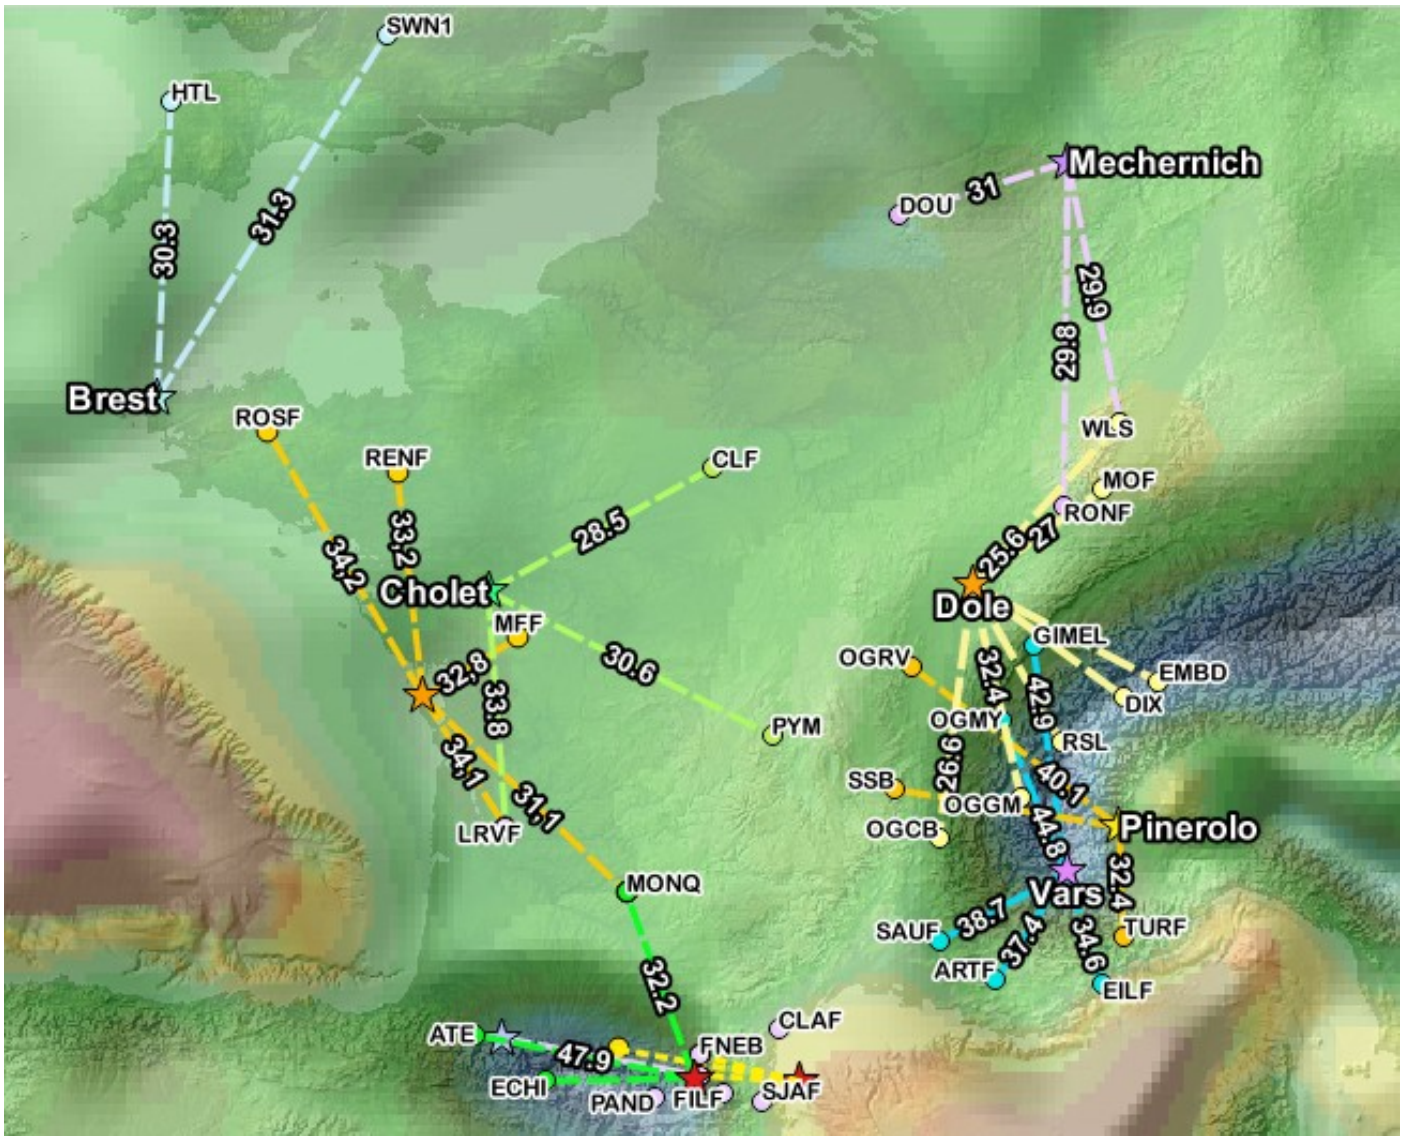 SWN1
HTL
Mechernich
31
DOU
31.3
30.3
29.9
29.8
Brest
ROSF
WLS
RENF
CLF
MOF
RONF
28.5
33,2
27
25.6
34,2
Cholet
Dole
MFF
GIMEL
OGRV
30.6
32,8
32.4
EMBD
33.8
42.9
DIX
OGMY
PYM
RSL
34,1
26.9
40.1
SSB
OGGM
31,1
LRVF
OGCB
44.8
Pinerolo
MONQ
32.4
Vars
38.7
SAUF
TURF
37.4
34.6
ARTF
EILF
32.2
CLAF
ATE
FNEB
47.9
ECHI
SJAF
PAND
FILF